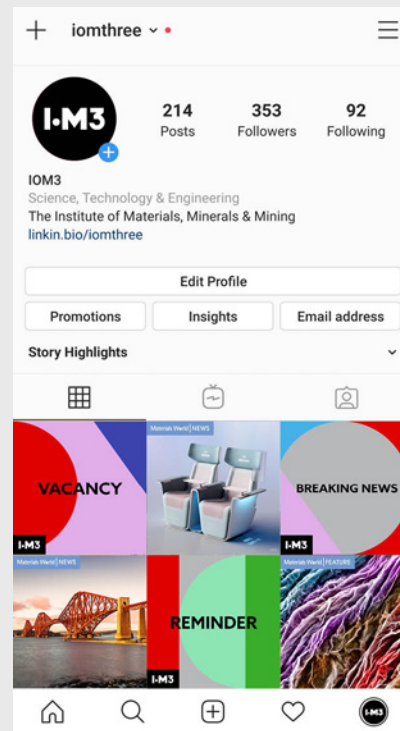 iomthree
I·M3
214
353
92
Posts
Followers
Following
IOM3
Science, Technology & Engineering
The Institute of Materials, Minerals & Mining
linkin.bio/iomthree
Edit Profile
Promotions
Insights
Email address
Story Highlights
VACANCY
I·M3
Materials World | NEWS
BREAKING NEWS
I·M3
Materials World | NEWS
REMINDER
I·M3
Materials World | FEATURE
I·M3